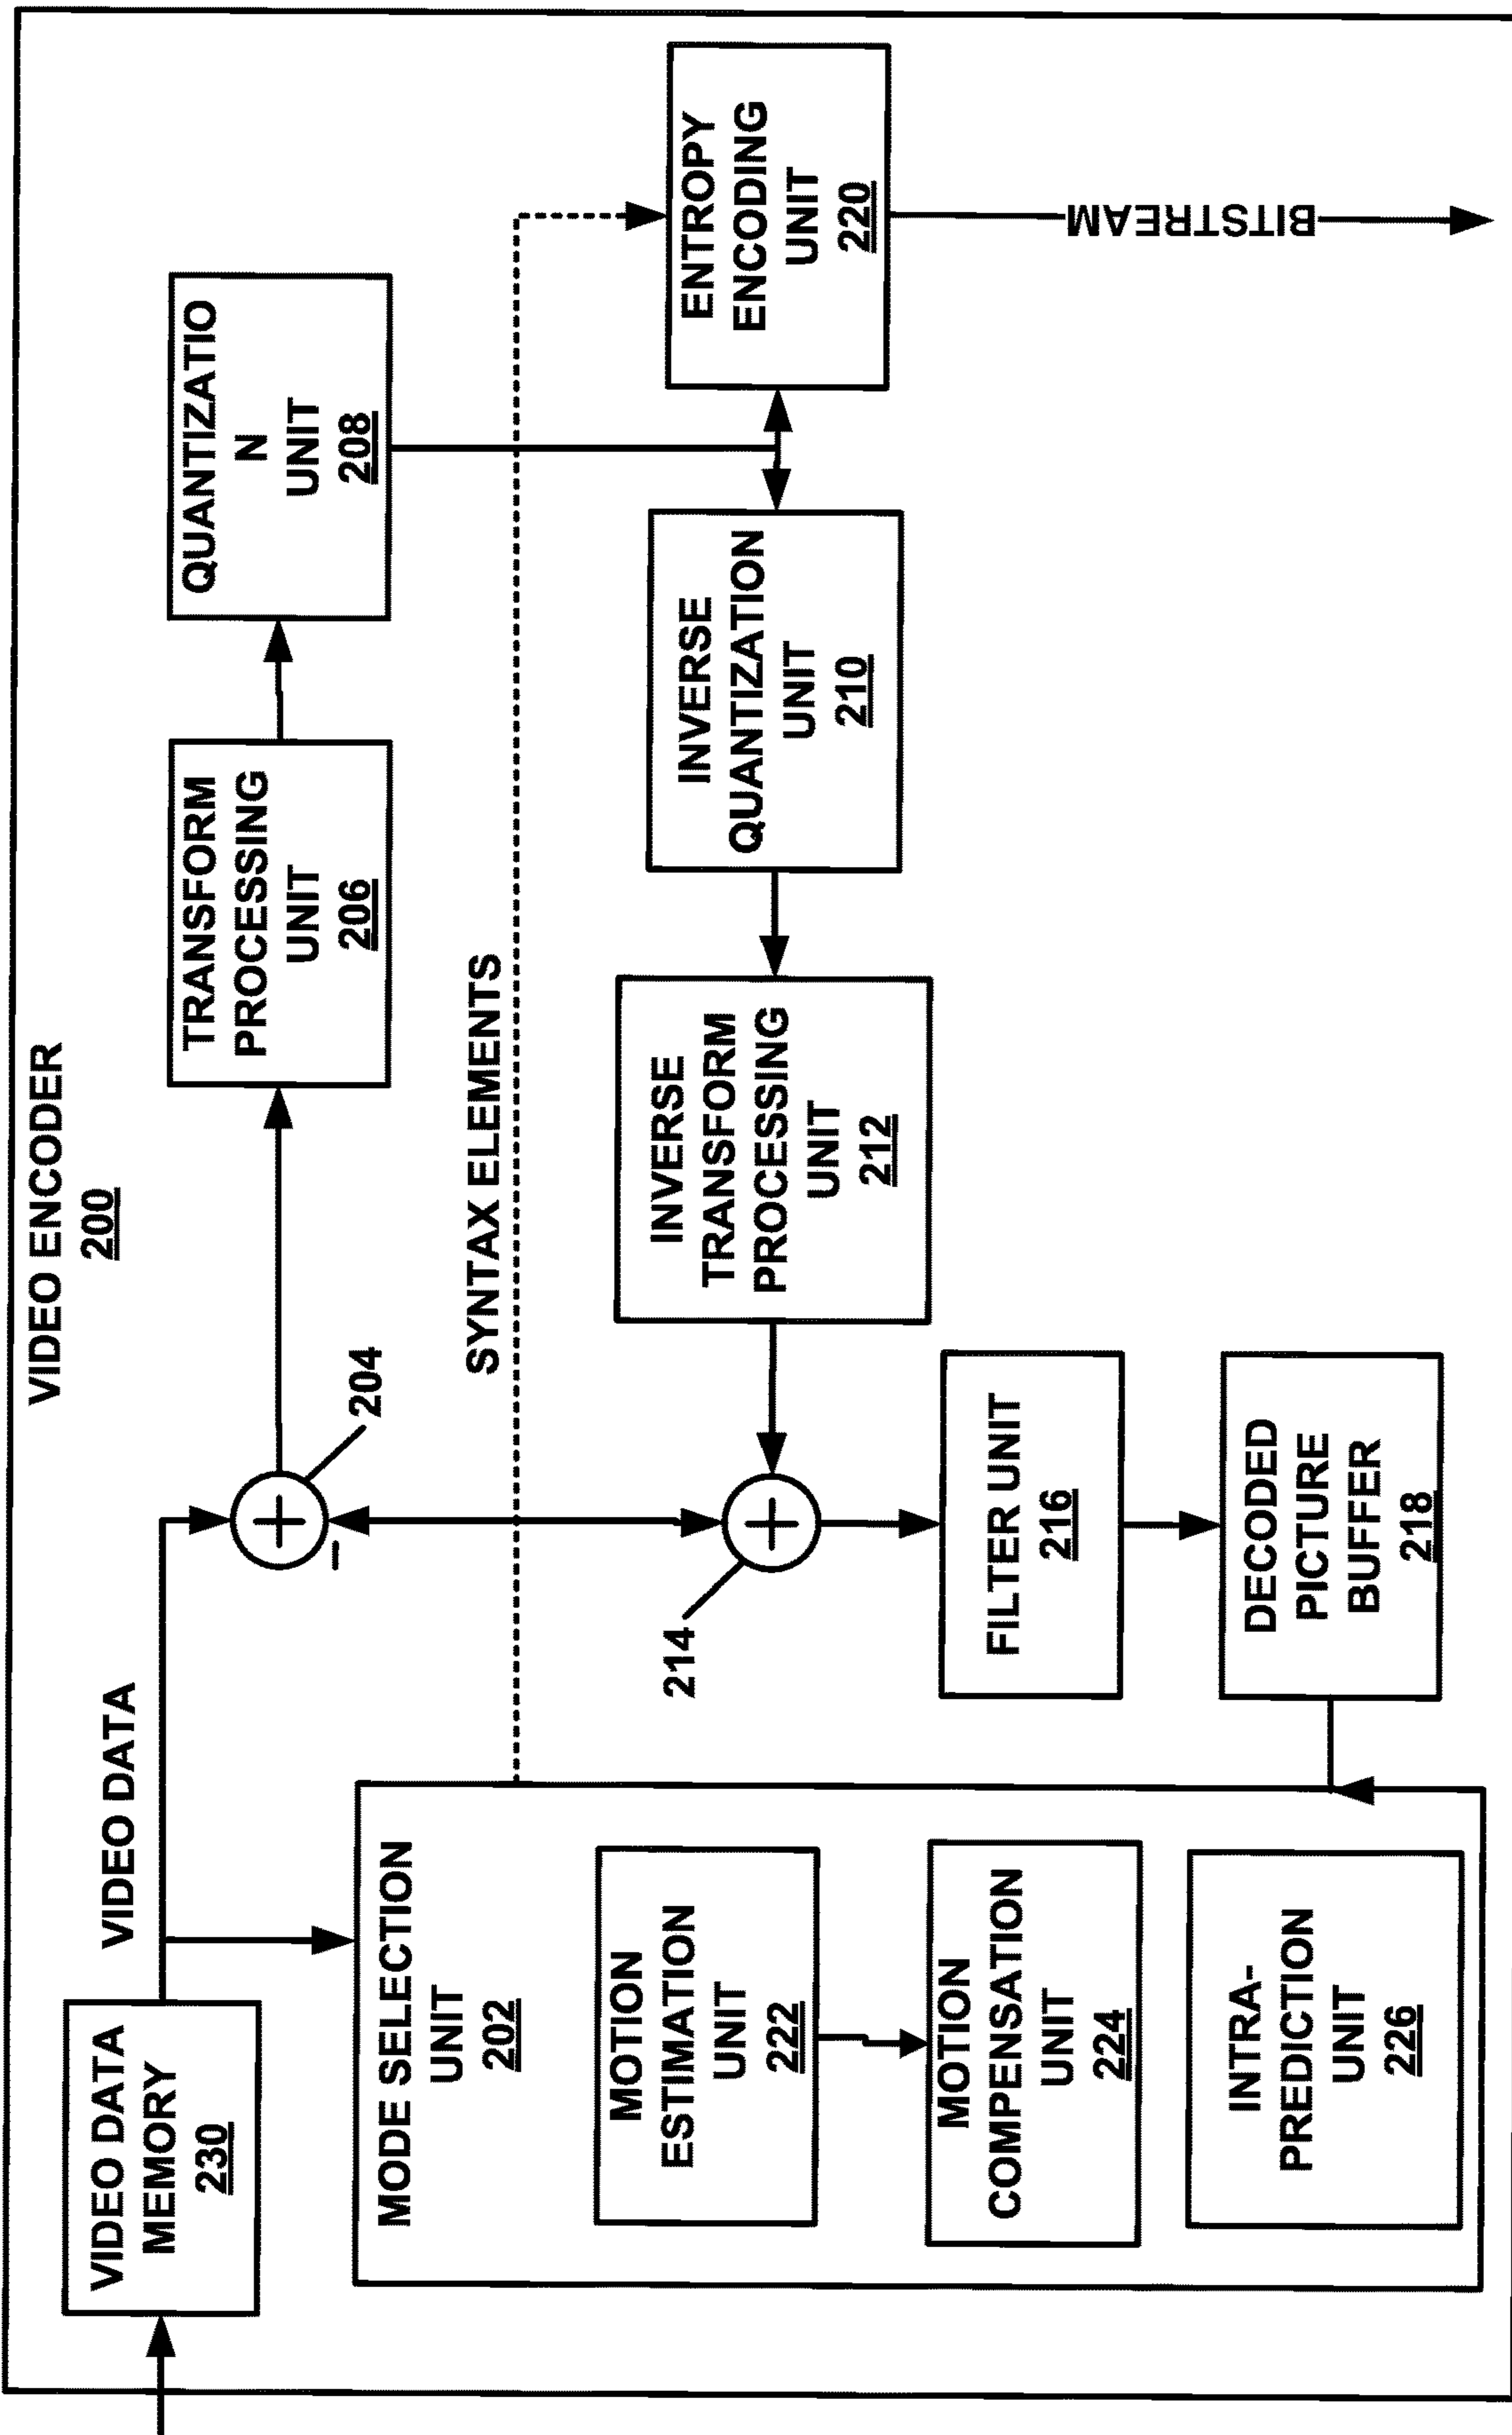 VIDEO ENCODER
200
VIDEO DATA
MEMORY
230
VIDEO DATA
204
TRANSFORM
PROCESSING
UNIT
206
QUANTIZATIO
N
UNIT
208
SYNTAX ELEMENTS
MODE SELECTION
UNIT
202
MOTION
ESTIMATION
UNIT
222
MOTION
COMPENSATION
UNIT
224
INTRA-
PREDICTION
UNIT
226
214
INVERSE
TRANSFORM
PROCESSING
UNIT
212
INVERSE
QUANTIZATION
UNIT
210
ENTROPY
ENCODING
UNIT
220
FILTER UNIT
216
DECODED
PICTURE
BUFFER
218
BITSTREAM